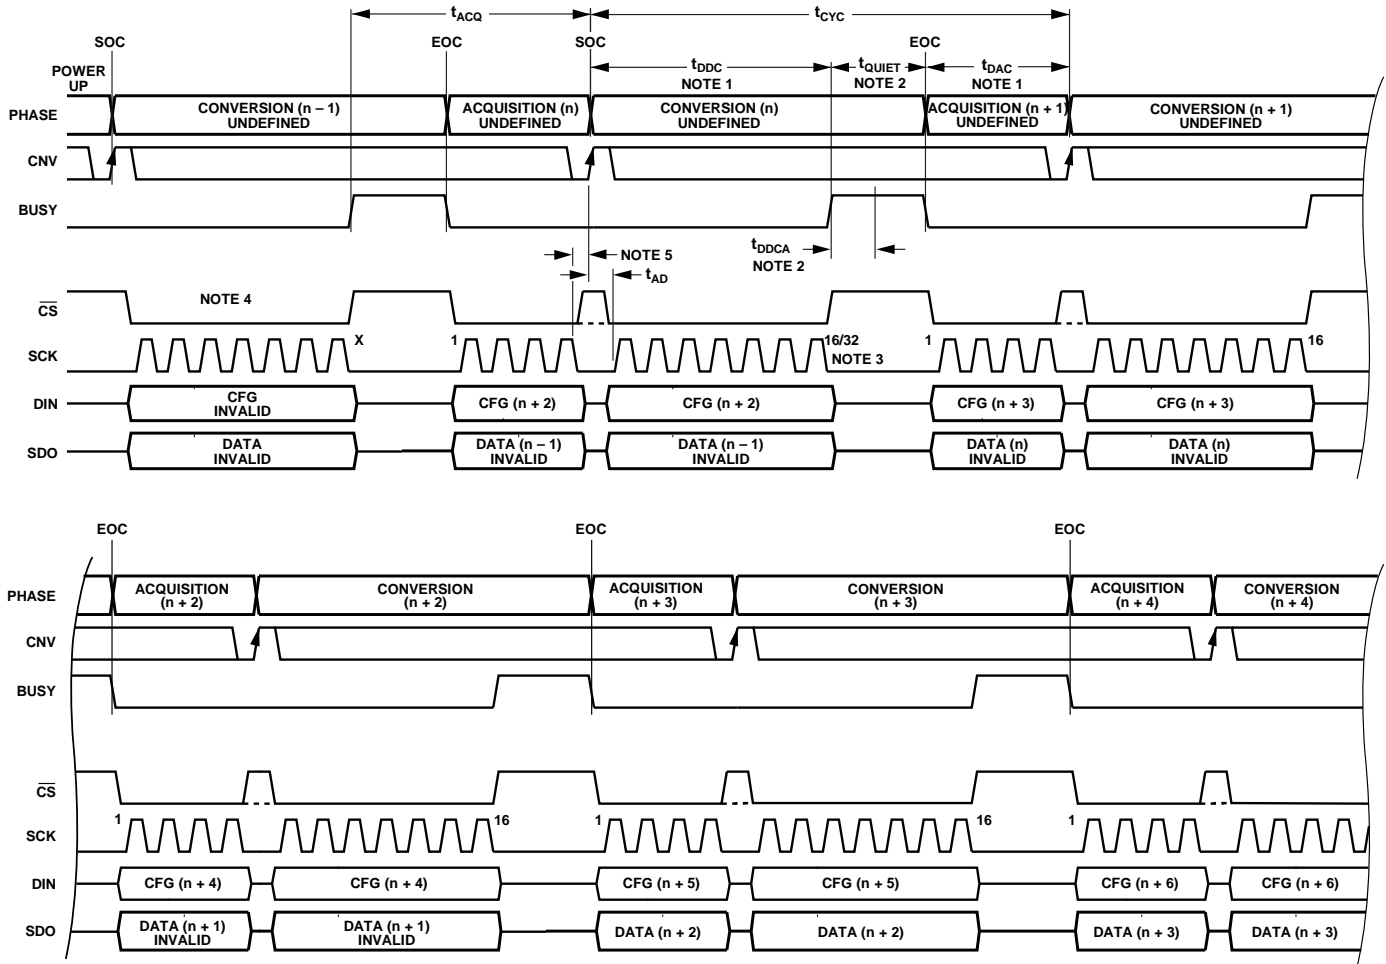 tACQ
tCYC
SOC
EOC
SOC
EOC
POWER
UP
tDDC
NOTE 1
tQUIET
NOTE 2
tDAC
NOTE 1
PHASE
CONVERSION (n – 1)
UNDEFINED
ACQUISITION (n)
UNDEFINED
CONVERSION (n)
UNDEFINED
ACQUISITION (n + 1)
UNDEFINED
CONVERSION (n + 1)
UNDEFINED
CNV
BUSY
NOTE 5
tDDCA
NOTE 2
tAD
CS
NOTE 4
SCK
X
1
16/32
NOTE 3
1
16
DIN
CFG
INVALID
CFG (n + 2)
CFG (n + 2)
CFG (n + 3)
CFG (n + 3)
SDO
DATA
INVALID
DATA (n – 1)
INVALID
DATA (n – 1)
INVALID
DATA (n)
INVALID
DATA (n)
INVALID
EOC
EOC
EOC
PHASE
ACQUISITION
(n + 2)
CONVERSION
(n + 2)
ACQUISITION
(n + 3)
CONVERSION
(n + 3)
ACQUISITION
(n + 4)
CONVERSION
(n + 4)
CNV
BUSY
CS
SCK
1
16
1
16
1
DIN
CFG (n + 4)
CFG (n + 4)
CFG (n + 5)
CFG (n + 5)
CFG (n + 6)
CFG (n + 6)
SDO
DATA (n + 1)
INVALID
DATA (n + 1)
INVALID
DATA (n + 2)
DATA (n + 2)
DATA (n + 3)
DATA (n + 3)